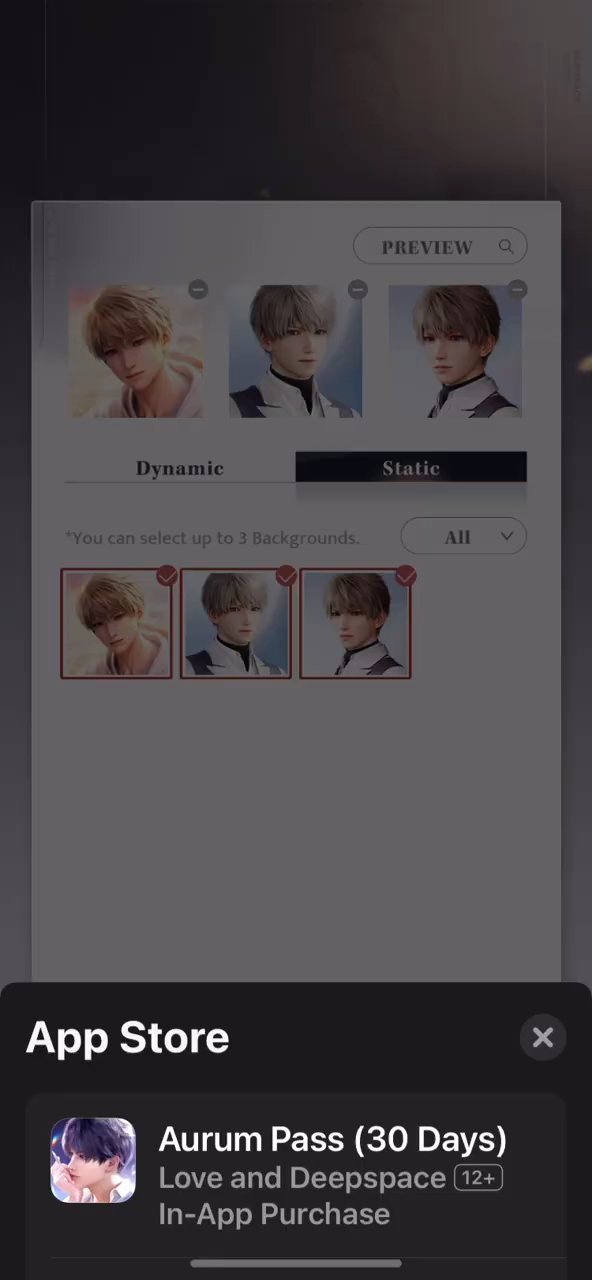 PREVIEW
Dynamic
Static
*You can select up to 3 Backgrounds.
All
App Store
Aurum Pass (30 Days)
Love and Deepspace 12+
In-App Purchase